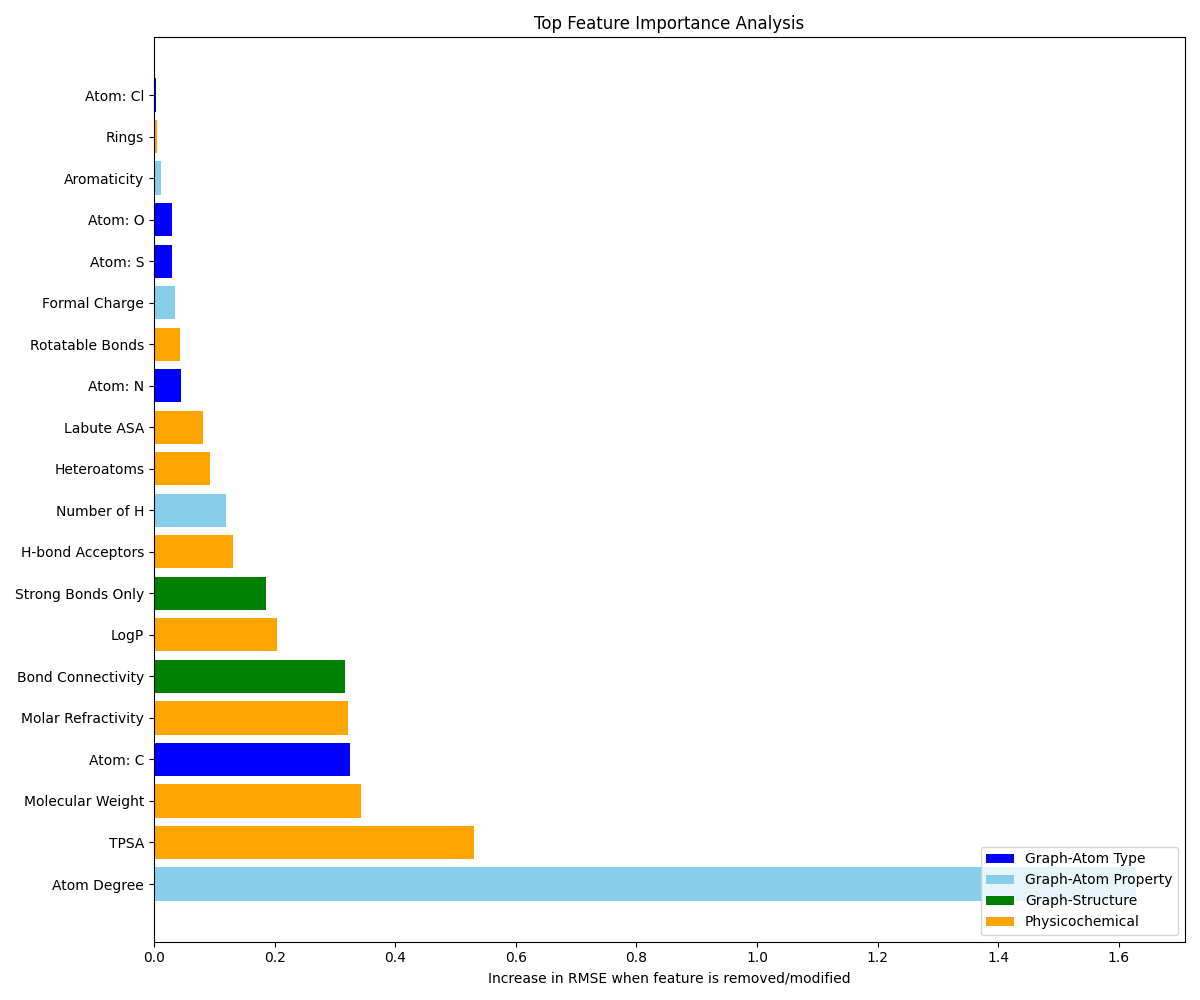 Top Feature Importance Analysis
Atom: Cl
Rings
Aromaticity
Atom: O
Atom: S
Formal Charge
Rotatable Bonds
Atom: N
Labute ASA
Heteroatoms
Number of H
H-bond Acceptors
Strong Bonds Only
LogP
Bond Connectivity
Molar Refractivity
Atom: C
Molecular Weight
TPSA
Atom Degree
Graph-Atom Type
Graph-Atom Property
Graph-Structure
Physicochemical
0.0 0.2 0.4 0.6 0.8 1.0 1.2 1.4 1.6
Increase in RMSE when feature is removed/modified